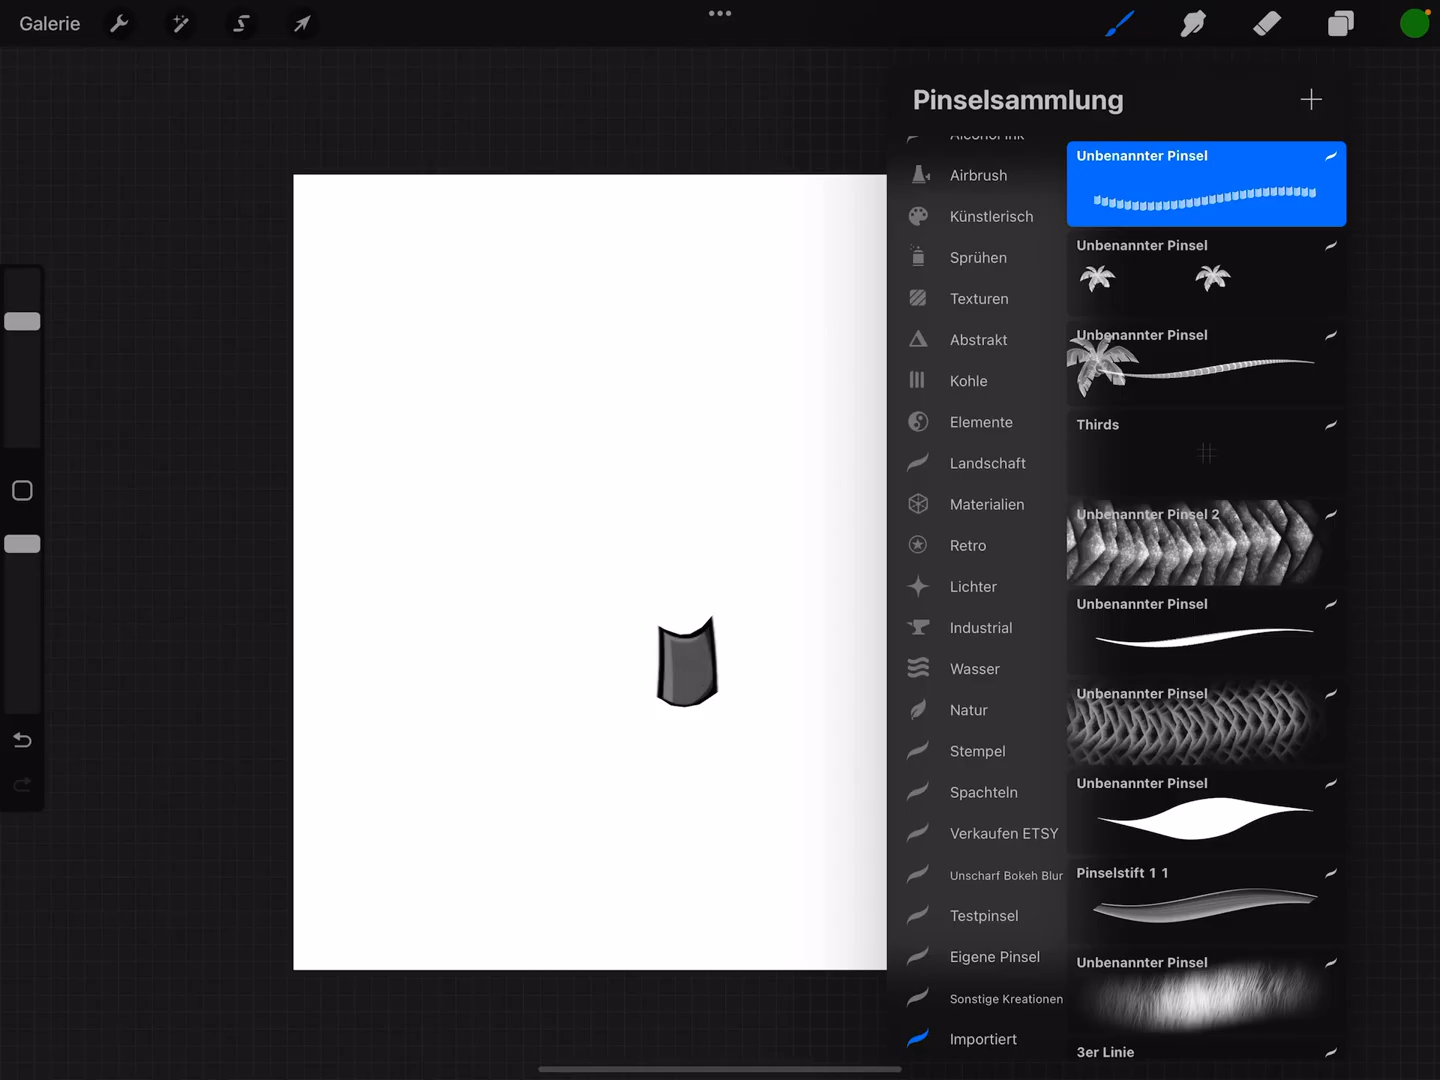 Galerie
Pinselsammlung
Alcohol Ink
Airbrush
Künstlerisch
Sprühen
Texturen
Abstrakt
Kohle
Elemente
Landschaft
Materialien
Retro
Lichter
Industrial
Wasser
Natur
Stempel
Spachteln
Verkaufen ETSY
Unscharf Bokeh Blur
Testpinsel
Eigene Pinsel
Sonstige Kreationen
Importiert
Unbenannter Pinsel
Unbenannter Pinsel
Unbenannter Pinsel
Thirds
Unbenannter Pinsel 2
Unbenannter Pinsel
Unbenannter Pinsel
Unbenannter Pinsel
Pinselstift 1 1
Unbenannter Pinsel
3er Linie